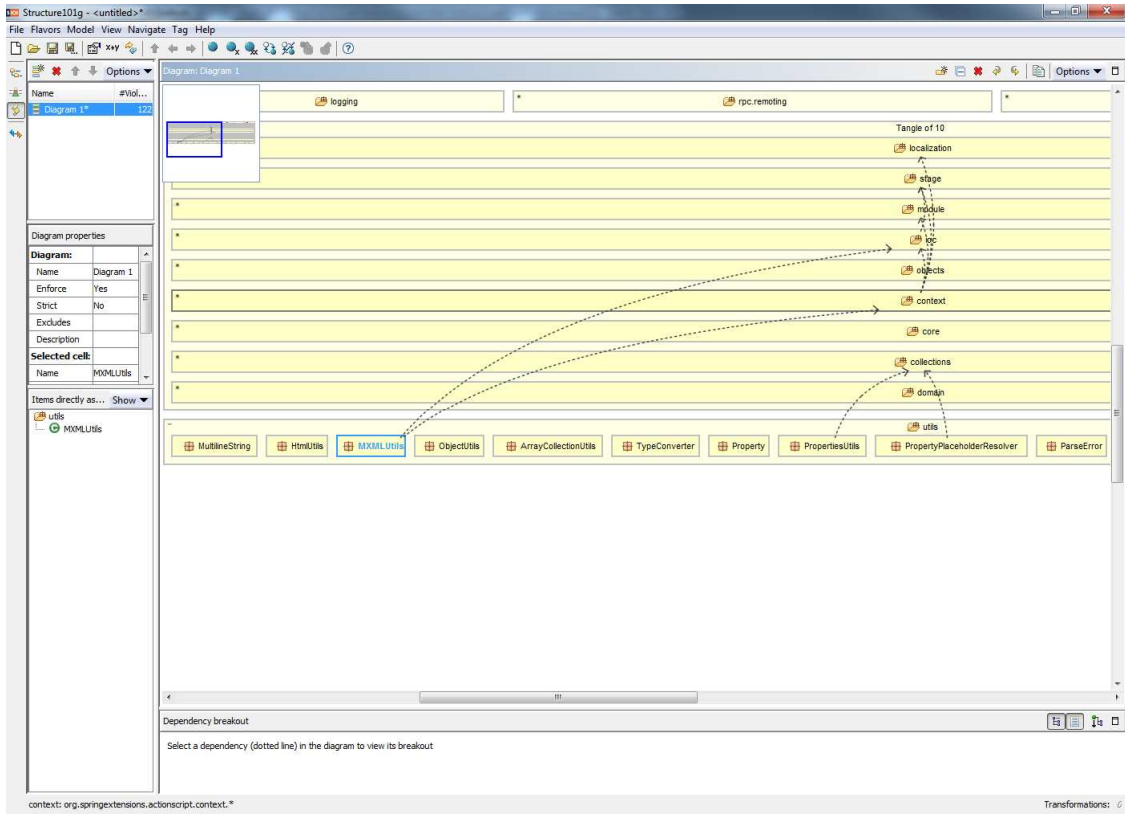 Structure101g - <untitled>*
File Flavors Model View Navigate Tag Help
x+y
Options
Name #Viol...
Diagram 1* 122
Diagram: Diagram 1
Options
* logging * rpc.remoting *
Tangle of 10
localization
stage
* module
* ioc
* objects
* context
* core
* collections
* domain
- utils
MultilineString HtmlUtils MXMLUtils ObjectUtils ArrayCollectionUtils TypeConverter Property PropertiesUtils PropertyPlaceholderResolver ParseError
Diagram properties
Diagram:
Name Diagram 1
Enforce Yes
Strict No
Excludes
Description
Selected cell:
Name MXMLUtils
Items directly as... Show
utils
MXMLUtils
Dependency breakout
Select a dependency (dotted line) in the diagram to view its breakout
context: org.springextensions.actionscript.context.*
Transformations: 0